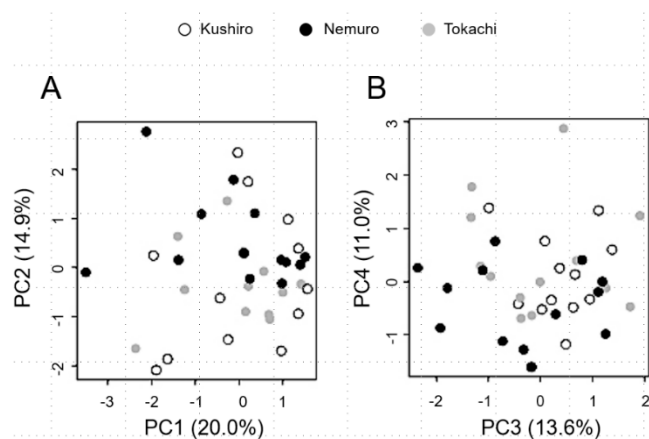 Kushiro Nemuro Tokachi
A B
2
1
0
-1
-2
PC2 (14.9%)
-3 -2 -1 0 1
PC1 (20.0%)
3
2
1
0
-1
PC4 (11.0%)
-2 -1 0 1 2
PC3 (13.6%)